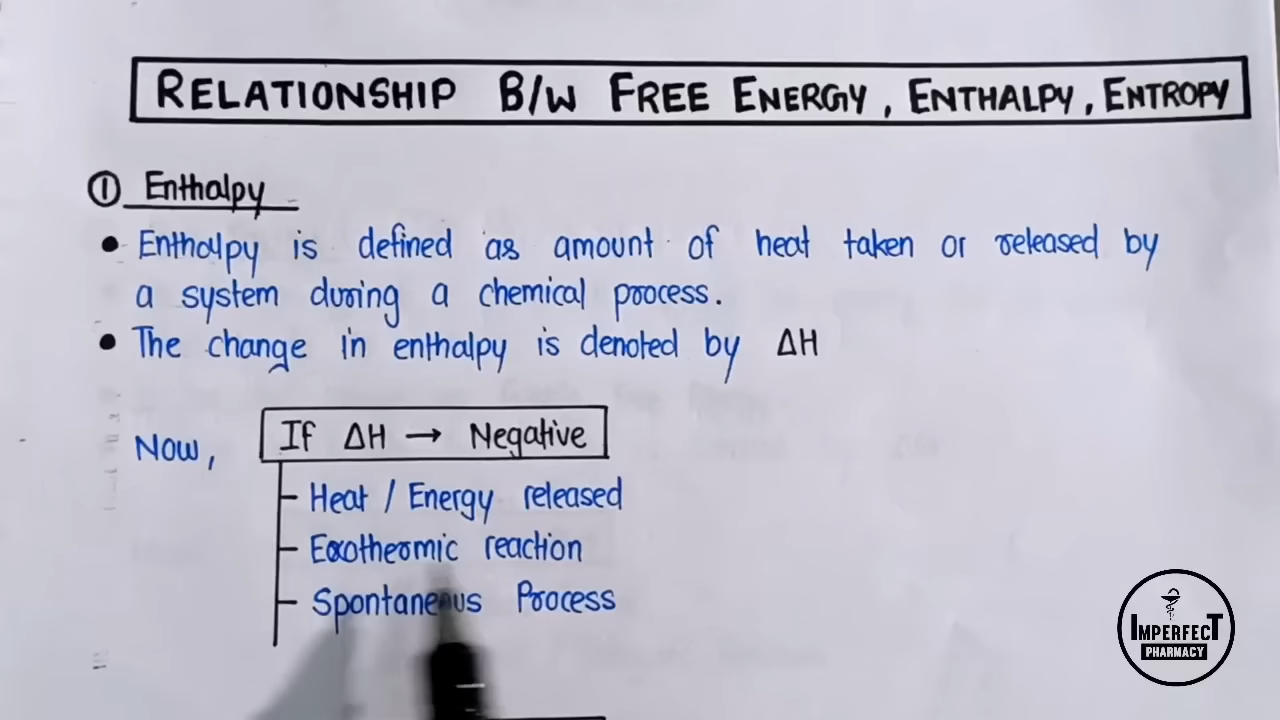 RELATIONSHIP B/W FREE ENERGY, ENTHALPY, ENTROPY
① Enthalpy
• Enthalpy is defined as amount of heat taken or released by
a system during a chemical process.
• The change in enthalpy is denoted by ΔH
Now, If ΔH → Negative
Heat / Energy released
Exothermic reaction
Spontaneous Process
IMPERFECT
PHARMACY